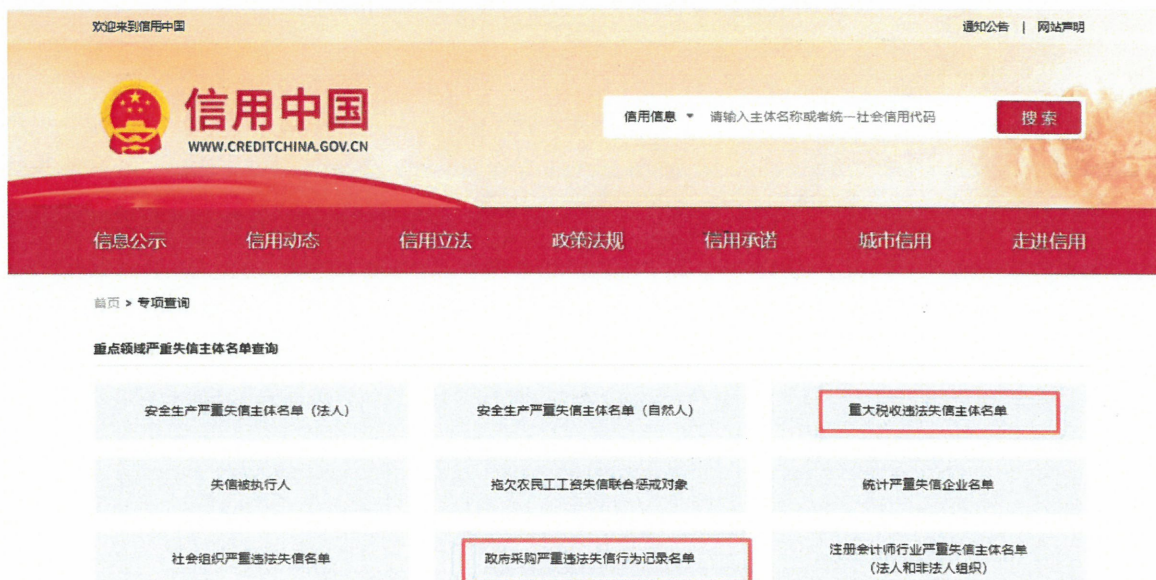 欢迎来到信用中国
通知公告 | 网站声明
信用中国
WWW.CREDITCHINA.GOV.CN
信用信息 请输入主体名称或者统一社会信用代码 搜索
信息公示 信用动态 信用立法 政策法规 信用承诺 城市信用 走进信用
首页 > 专项查询
重点领域严重失信主体名单查询
安全生产严重失信主体名单（法人） 安全生产严重失信主体名单（自然人） 重大税收违法失信主体名单
失信被执行人 拖欠农民工工资失信联合惩戒对象 统计严重失信企业名单
社会组织严重违法失信名单 政府采购严重违法失信行为记录名单 注册会计师行业严重失信主体名单
（法人和非法人组织）